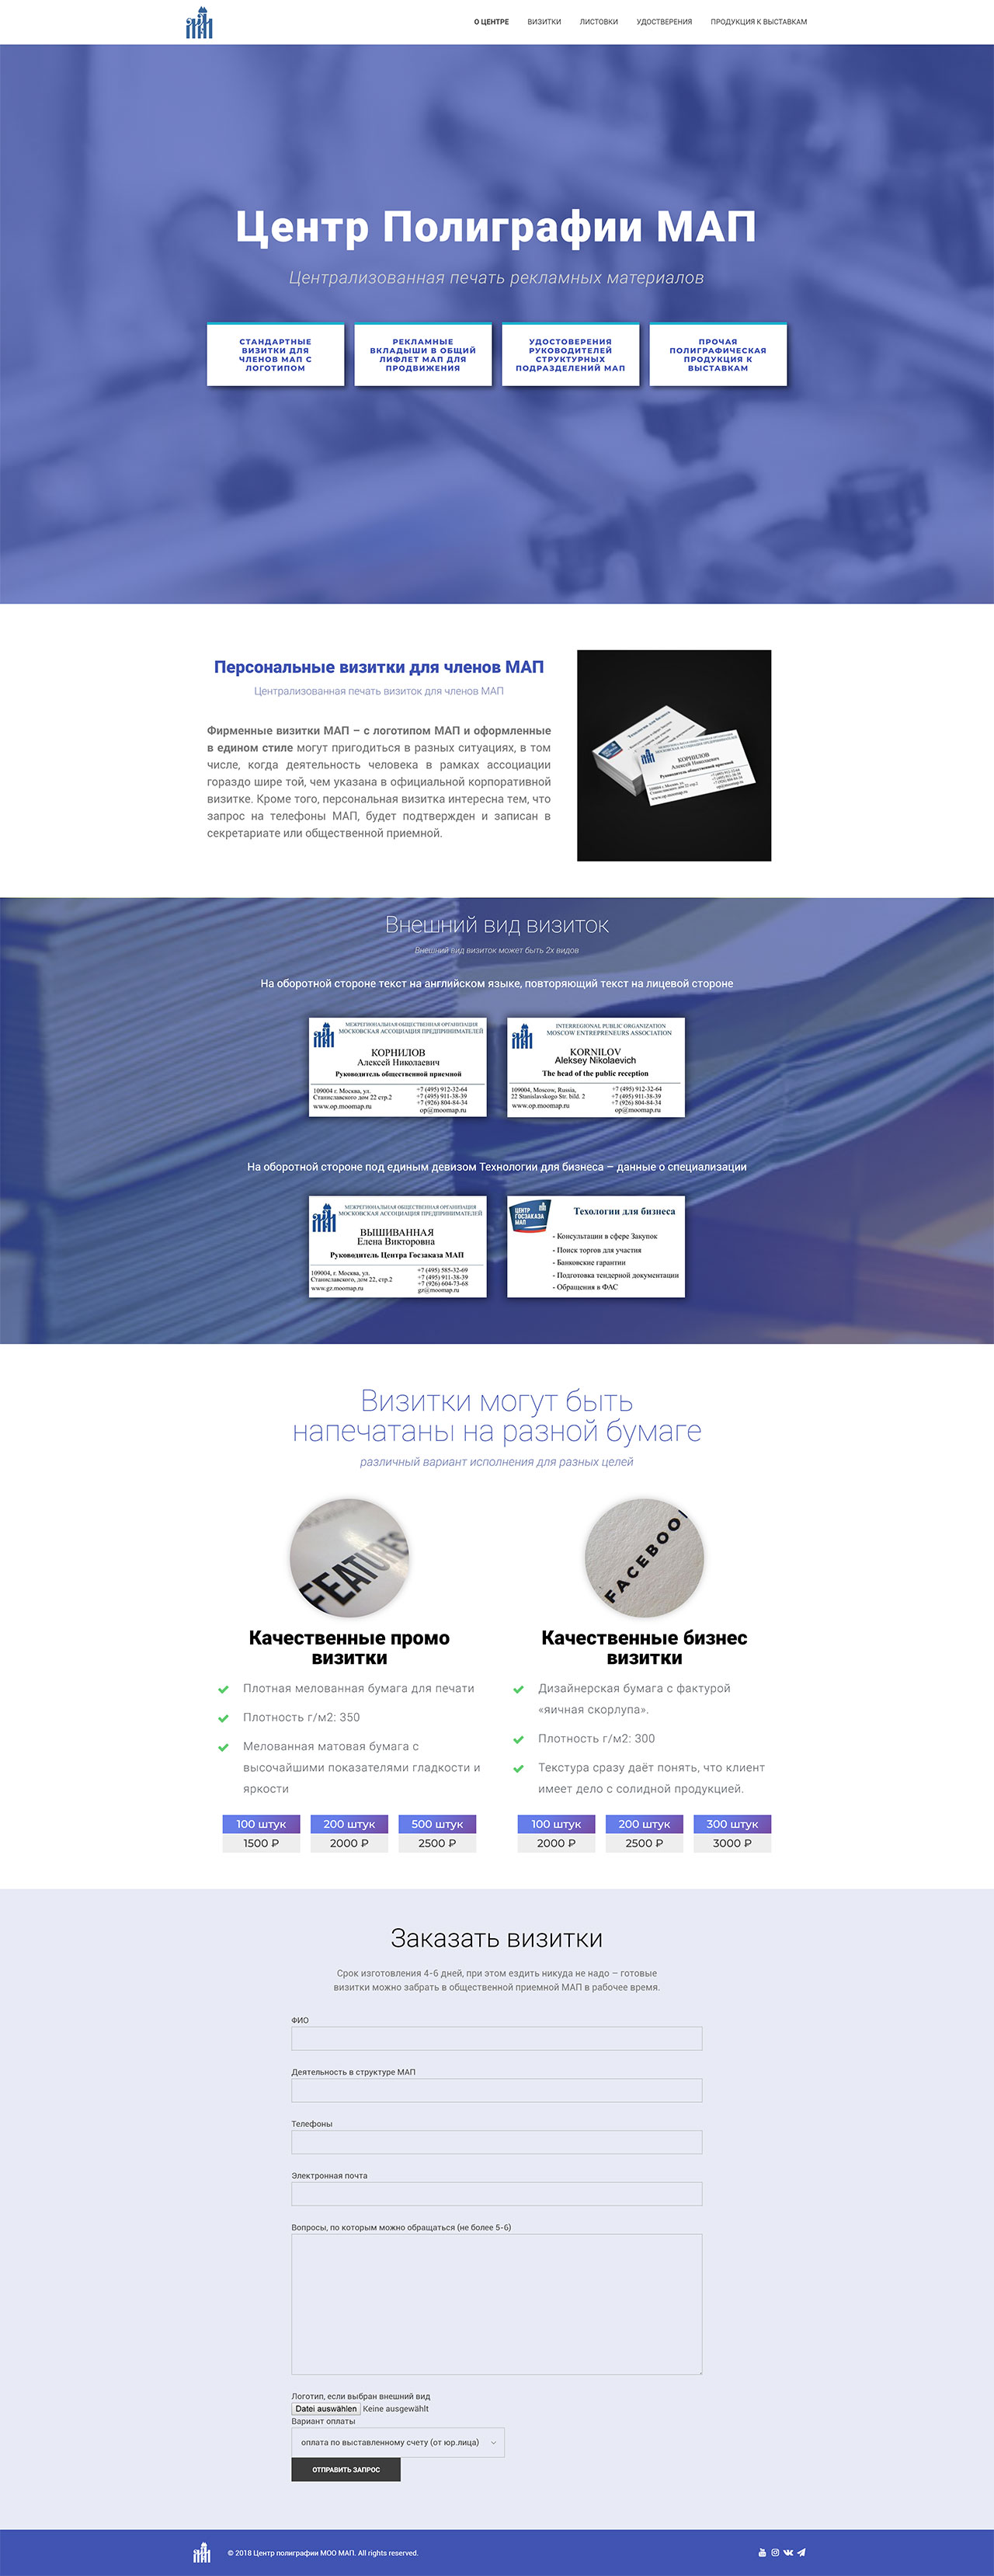 О ЦЕНТРЕ ВИЗИТКИ ЛИСТОВКИ УДОСТВЕРЕНИЯ ПРОДУКЦИЯ К ВЫСТАВКАМ
Центр Полиграфии МАП
Централизованная печать рекламных материалов
СТАНДАРТНЫЕ
ВИЗИТКИ ДЛЯ
ЧЛЕНОВ МАП С
ЛОГОТИПОМ
РЕКЛАМНЫЕ
ВКЛАДЫШИ В ОБЩИЙ
ЛИФЛЕТ МАП ДЛЯ
ПРОДВИЖЕНИЯ
УДОСТОВЕРЕНИЯ
РУКОВОДИТЕЛЕЙ
СТРУКТУРНЫХ
ПОДРАЗДЕЛЕНИЙ МАП
ПРОЧАЯ
ПОЛИГРАФИЧЕСКАЯ
ПРОДУКЦИЯ К
ВЫСТАВКАМ
Персональные визитки для членов МАП
Централизованная печать визиток для членов МАП
Фирменные визитки МАП – с логотипом МАП и оформленные
в едином стиле могут пригодиться в разных ситуациях, в том
числе, когда деятельность человека в рамках ассоциации
гораздо шире той, чем указана в официальной корпоративной
визитке. Кроме того, персональная визитка интересна тем, что
запрос на телефоны МАП, будет подтвержден и записан в
секретариате или общественной приемной.
Технологии для бизнеса
КОРНИЛОВ
Алексей Николаевич
Руководитель общественной приемной
Внешний вид визиток
Внешний вид визиток может быть 2х видов
На оборотной стороне текст на английском языке, повторяющий текст на лицевой стороне
МЕЖРЕГИОНАЛЬНАЯ ОБЩЕСТВЕННАЯ ОРГАНИЗАЦИЯ
МОСКОВСКАЯ АССОЦИАЦИЯ ПРЕДПРИНИМАТЕЛЕЙ
КОРНИЛОВ
Алексей Николаевич
Руководитель общественной приемной
109004 г. Москва, ул.
Станиславского дом 22 стр.2
www.op.moomap.ru
+7 (495) 912-32-64
+7 (495) 911-38-39
+7 (926) 804-84-34
op@moomap.ru
INTERREGIONAL PUBLIC ORGANIZATION
MOSCOW ENTREPRENEURS ASSOCIATION
KORNILOV
Aleksey Nikolaevich
The head of the public reception
109004, Moscow, Russia,
22 Stanislavskogo Str. bild. 2
www.op.moomap.ru
+7 (495) 912-32-64
+7 (495) 911-38-39
+7 (926) 804-84-34
op@moomap.ru
На оборотной стороне под единым девизом Технологии для бизнеса – данные о специализации
МЕЖРЕГИОНАЛЬНАЯ ОБЩЕСТВЕННАЯ ОРГАНИЗАЦИЯ
МОСКОВСКАЯ АССОЦИАЦИЯ ПРЕДПРИНИМАТЕЛЕЙ
ВЫШИВАННАЯ
Елена Викторовна
Руководитель Центра Госзаказа МАП
109004, г. Москва, ул.
Станиславского, дом 22, стр.2
www.gz.moomap.ru
+7 (495) 585-32-69
+7 (495) 911-38-39
+7 (926) 604-73-68
gz@moomap.ru
ЦЕНТР
ГОСЗАКАЗА
МАП
Техологии для бизнеса
- Консультации в сфере Закупок
- Поиск торгов для участия
- Банковские гарантии
- Подготовка тендерной документации
- Обращения в ФАС
Визитки могут быть
напечатаны на разной бумаге
различный вариант исполнения для разных целей
FEATURES
Качественные промо
визитки
Плотная мелованная бумага для печати
Плотность г/м2: 350
Мелованная матовая бумага с
высочайшими показателями гладкости и
яркости
100 штук 200 штук 500 штук
1500 ₽ 2000 ₽ 2500 ₽
FACEBOOK
Качественные бизнес
визитки
Дизайнерская бумага с фактурой
«яичная скорлупа».
Плотность г/м2: 300
Текстура сразу даёт понять, что клиент
имеет дело с солидной продукцией.
100 штук 200 штук 300 штук
2000 ₽ 2500 ₽ 3000 ₽
Заказать визитки
Срок изготовления 4-6 дней, при этом ездить никуда не надо – готовые
визитки можно забрать в общественной приемной МАП в рабочее время.
ФИО
Деятельность в структуре МАП
Телефоны
Электронная почта
Вопросы, по которым можно обращаться (не более 5-6)
Логотип, если выбран внешний вид
Datei auswählen Keine ausgewählt
Вариант оплаты
оплата по выставленному счету (от юр.лица)
ОТПРАВИТЬ ЗАПРОС
© 2018 Центр полиграфии МОО МАП. All rights reserved.